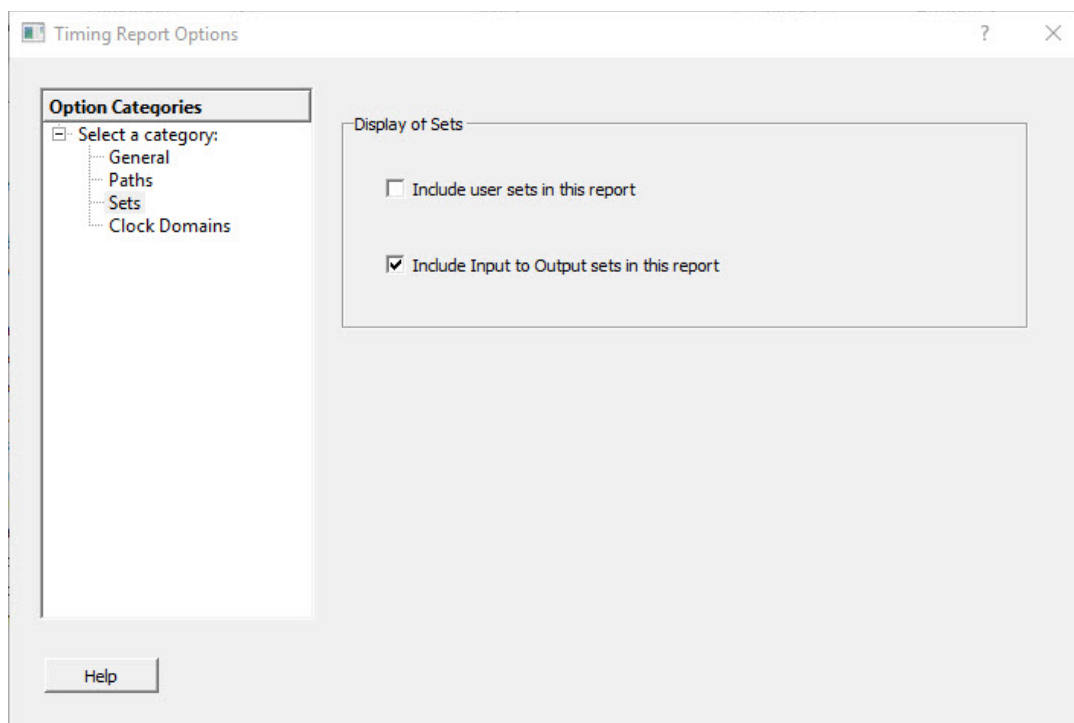 Timing Report Options
?
Option Categories
Select a category:
General
Paths
Sets
Clock Domains
Display of Sets
Include user sets in this report
Include Input to Output sets in this report
Help